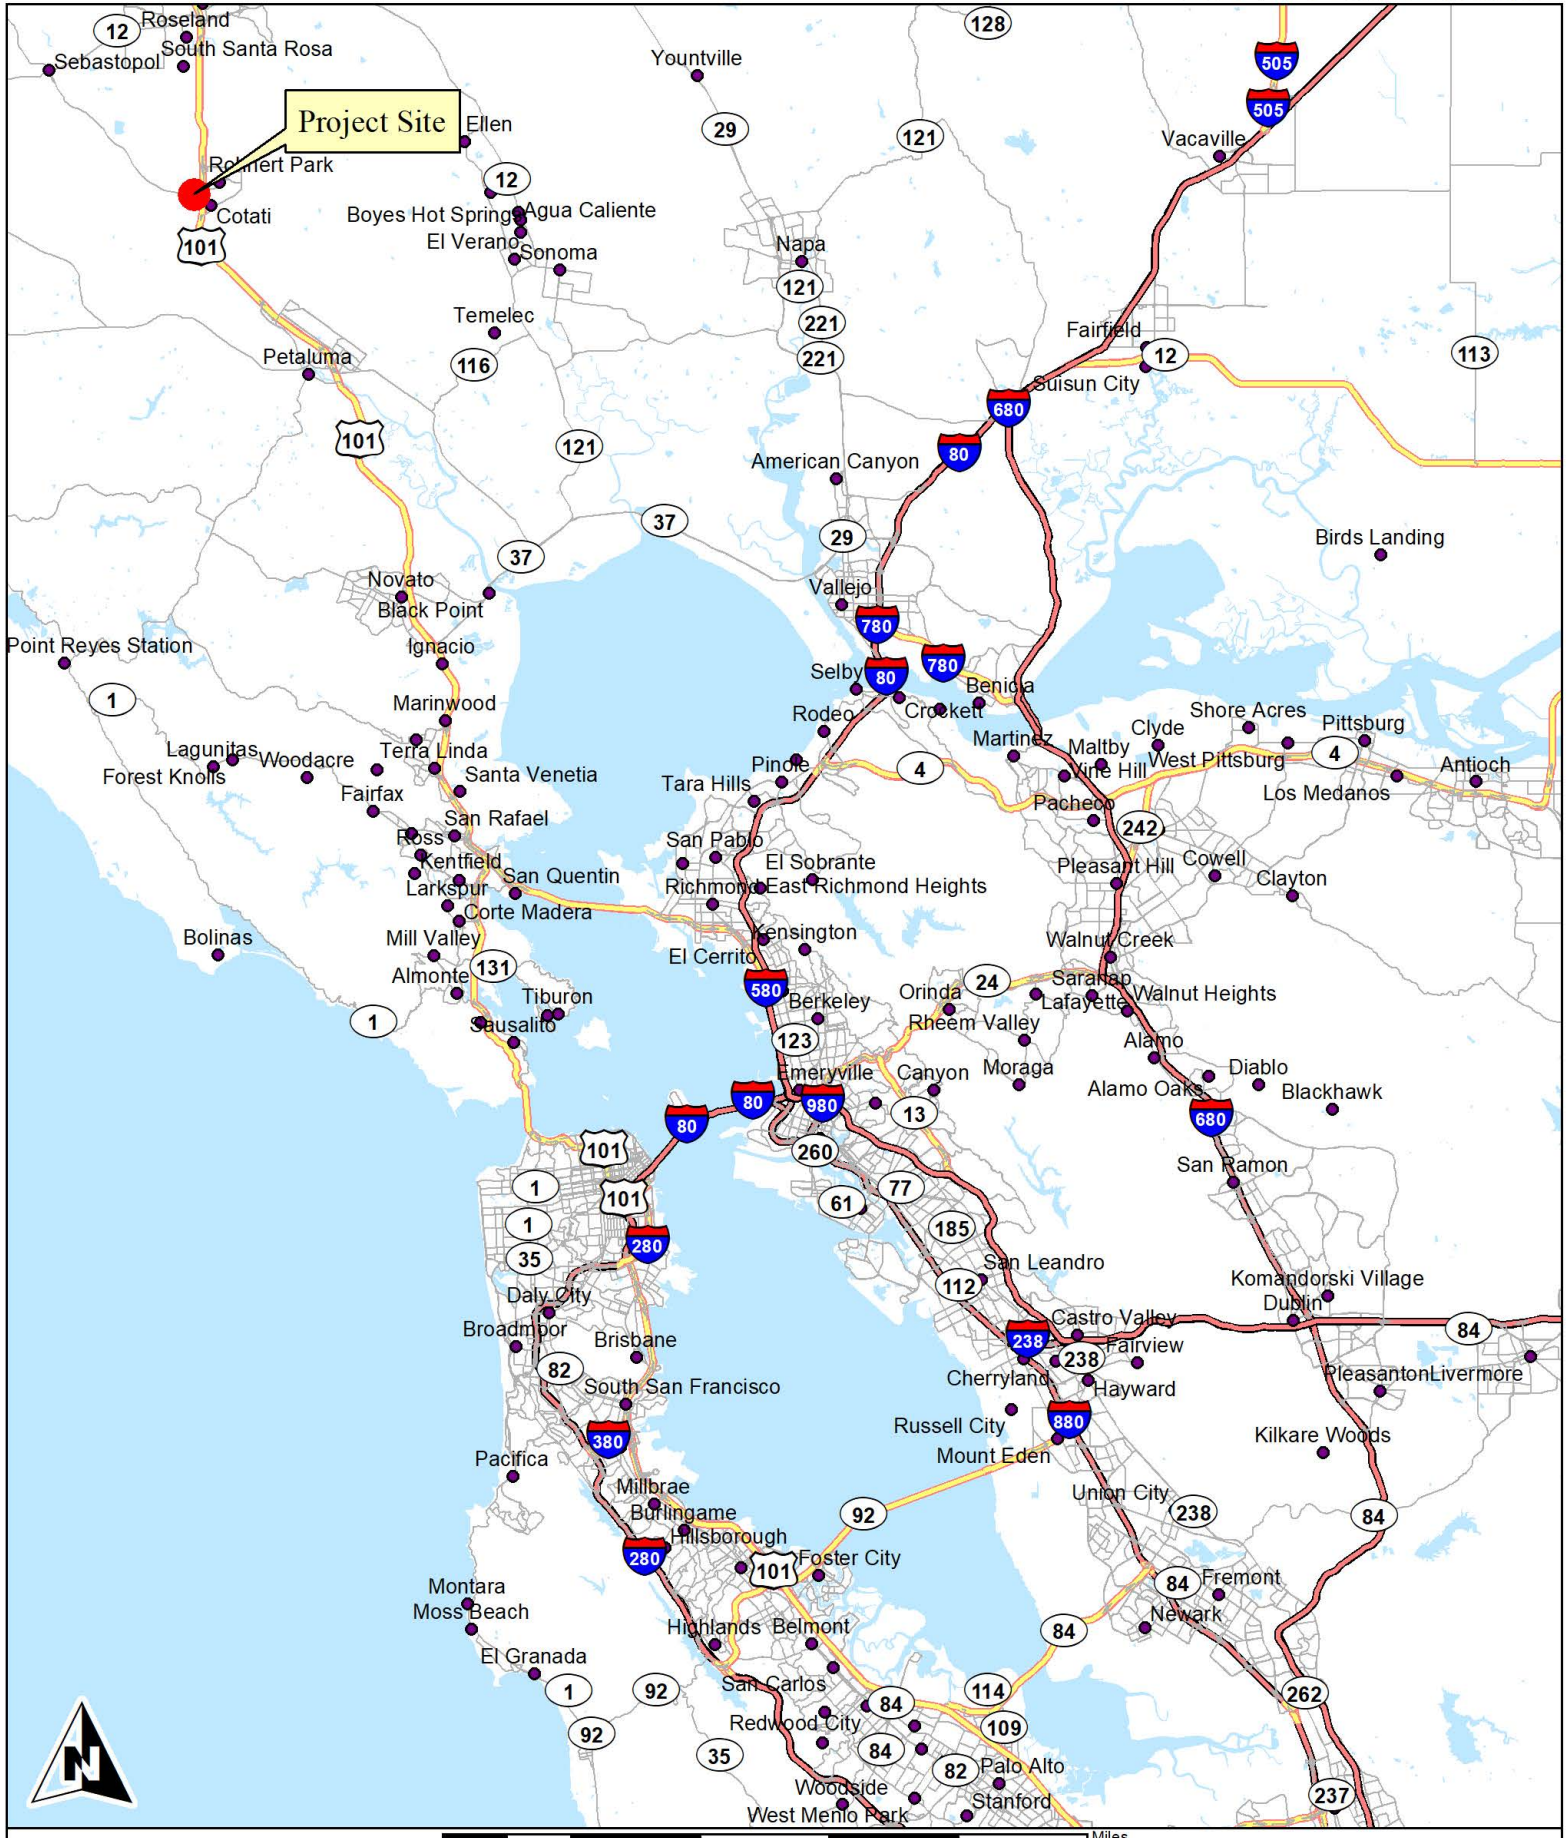 Roseland
12
128
South Santa Rosa
Sebastopol
Yountville
505
505
Project Site
Ellen
29
121
Vacaville
Rohnert Park
12
Cotati
Boyes Hot Springs
Agua Caliente
101
El Verano
Sonoma
Napa
121
Temelec
221
Fairfield
Petaluma
116
221
12
113
Suisun City
680
101
121
80
American Canyon
37
29
37
Birds Landing
Novato
Vallejo
Black Point
780
Point Reyes Station
Ignacio
780
Selby
80
Benicia
1
Marinwood
Rodeo
Crockett
Shore Acres
Clyde
Pittsburg
Martinez
Maltby
Lagunitas
Woodacre
Terra Linda
West Pittsburg
4
Forest Knolls
Santa Venetia
Pinole
4
Vine Hill
Antioch
Tara Hills
Los Medanos
Fairfax
Pacheco
San Rafael
242
Ross
San Pablo
Kentfield
El Sobrante
Pleasant Hill
Cowell
San Quentin
Larkspur
Richmond
East Richmond Heights
Clayton
Corte Madera
Bolinas
Mill Valley
Kensington
Walnut Creek
El Cerrito
131
Almonte
24
Saranap
580
Orinda
Walnut Heights
Tiburon
Berkeley
Lafayette
1
Sausalito
Rheem Valley
123
Alamo
Emeryville
Canyon
Moraga
Diablo
Alamo Oaks
Blackhawk
80
980
13
80
680
101
260
San Ramon
1
101
61
77
1
185
280
35
San Leandro
Komandorski Village
112
Daly City
Dublin
Castro Valley
84
Broadmoor
Brisbane
238
Fairview
238
82
Cherryland
Pleasanton
Livermore
South San Francisco
Hayward
Russell City
880
380
Kilkare Woods
Mount Eden
Pacifica
Millbrae
Union City
238
Burlingame
92
84
Hillsborough
280
101
Foster City
Montara
84
Fremont
Moss Beach
Newark
Highlands
Belmont
84
El Granada
1
92
San Carlos
114
262
84
Redwood City
109
92
35
84
82
Palo Alto
N
Woodside
237
West Menlo Park
Stanford
Miles